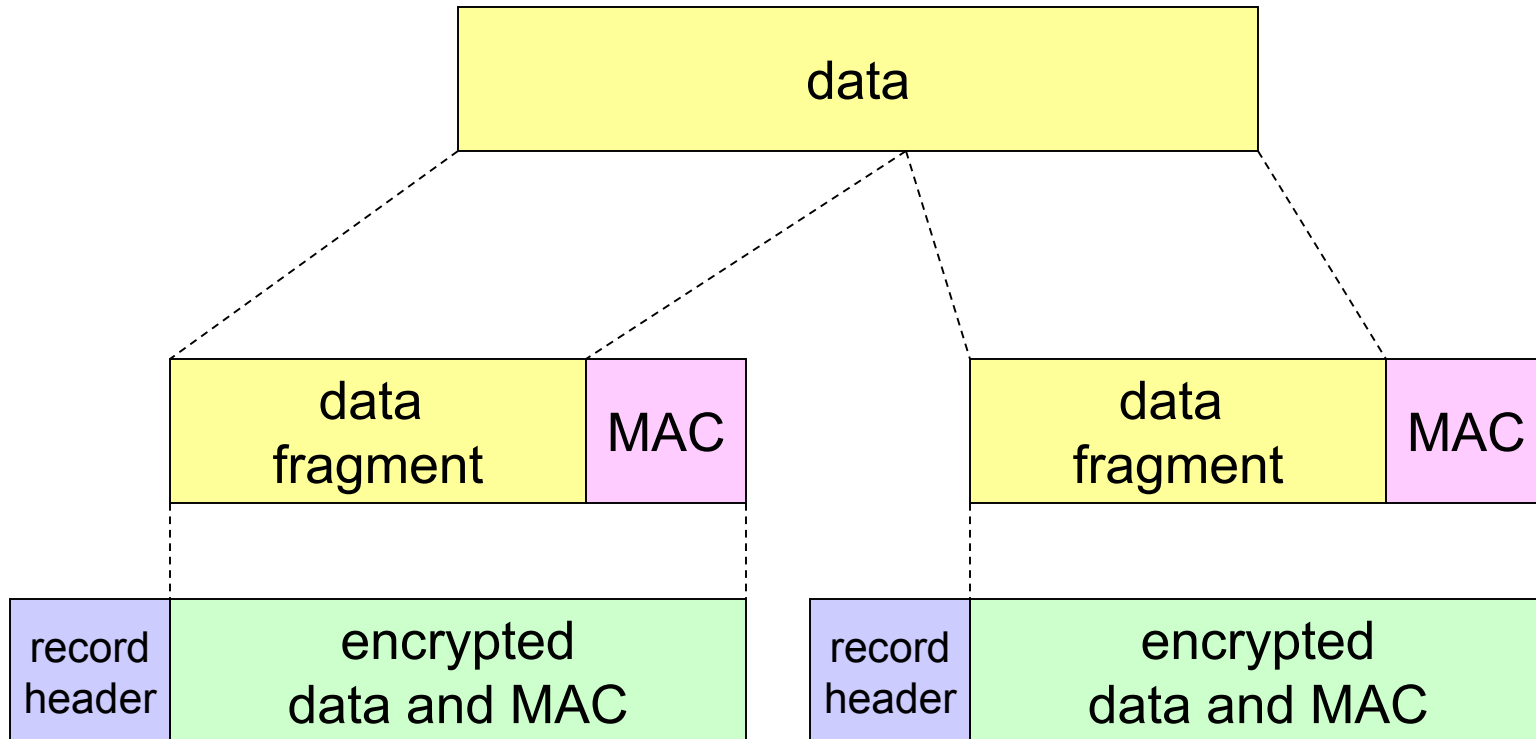 data
data
fragment
MAC
data
fragment
MAC
record
header
encrypted
data and MAC
record
header
encrypted
data and MAC